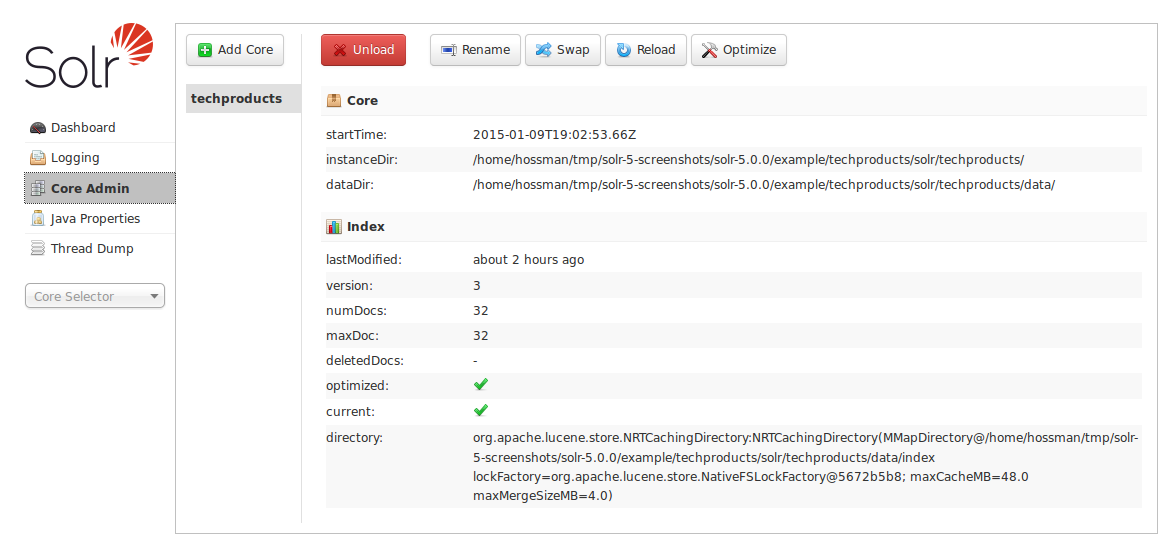 Solr
Dashboard
Logging
Core Admin
Java Properties
Thread Dump
Core Selector
Add Core
techproducts
Unload Rename Swap Reload Optimize
Core
startTime: 2015-01-09T19:02:53.66Z
instanceDir: /home/hossman/tmp/solr-5-screenshots/solr-5.0.0/example/techproducts/solr/techproducts/
dataDir: /home/hossman/tmp/solr-5-screenshots/solr-5.0.0/example/techproducts/solr/techproducts/data/
Index
lastModified: about 2 hours ago
version: 3
numDocs: 32
maxDoc: 32
deletedDocs: -
optimized:
current:
directory: org.apache.lucene.store.NRTCachingDirectory:NRTCachingDirectory(MMapDirectory@/home/hossman/tmp/solr-
5-screenshots/solr-5.0.0/example/techproducts/solr/techproducts/data/index
lockFactory=org.apache.lucene.store.NativeFSLockFactory@5672b5b8; maxCacheMB=48.0
maxMergeSizeMB=4.0)